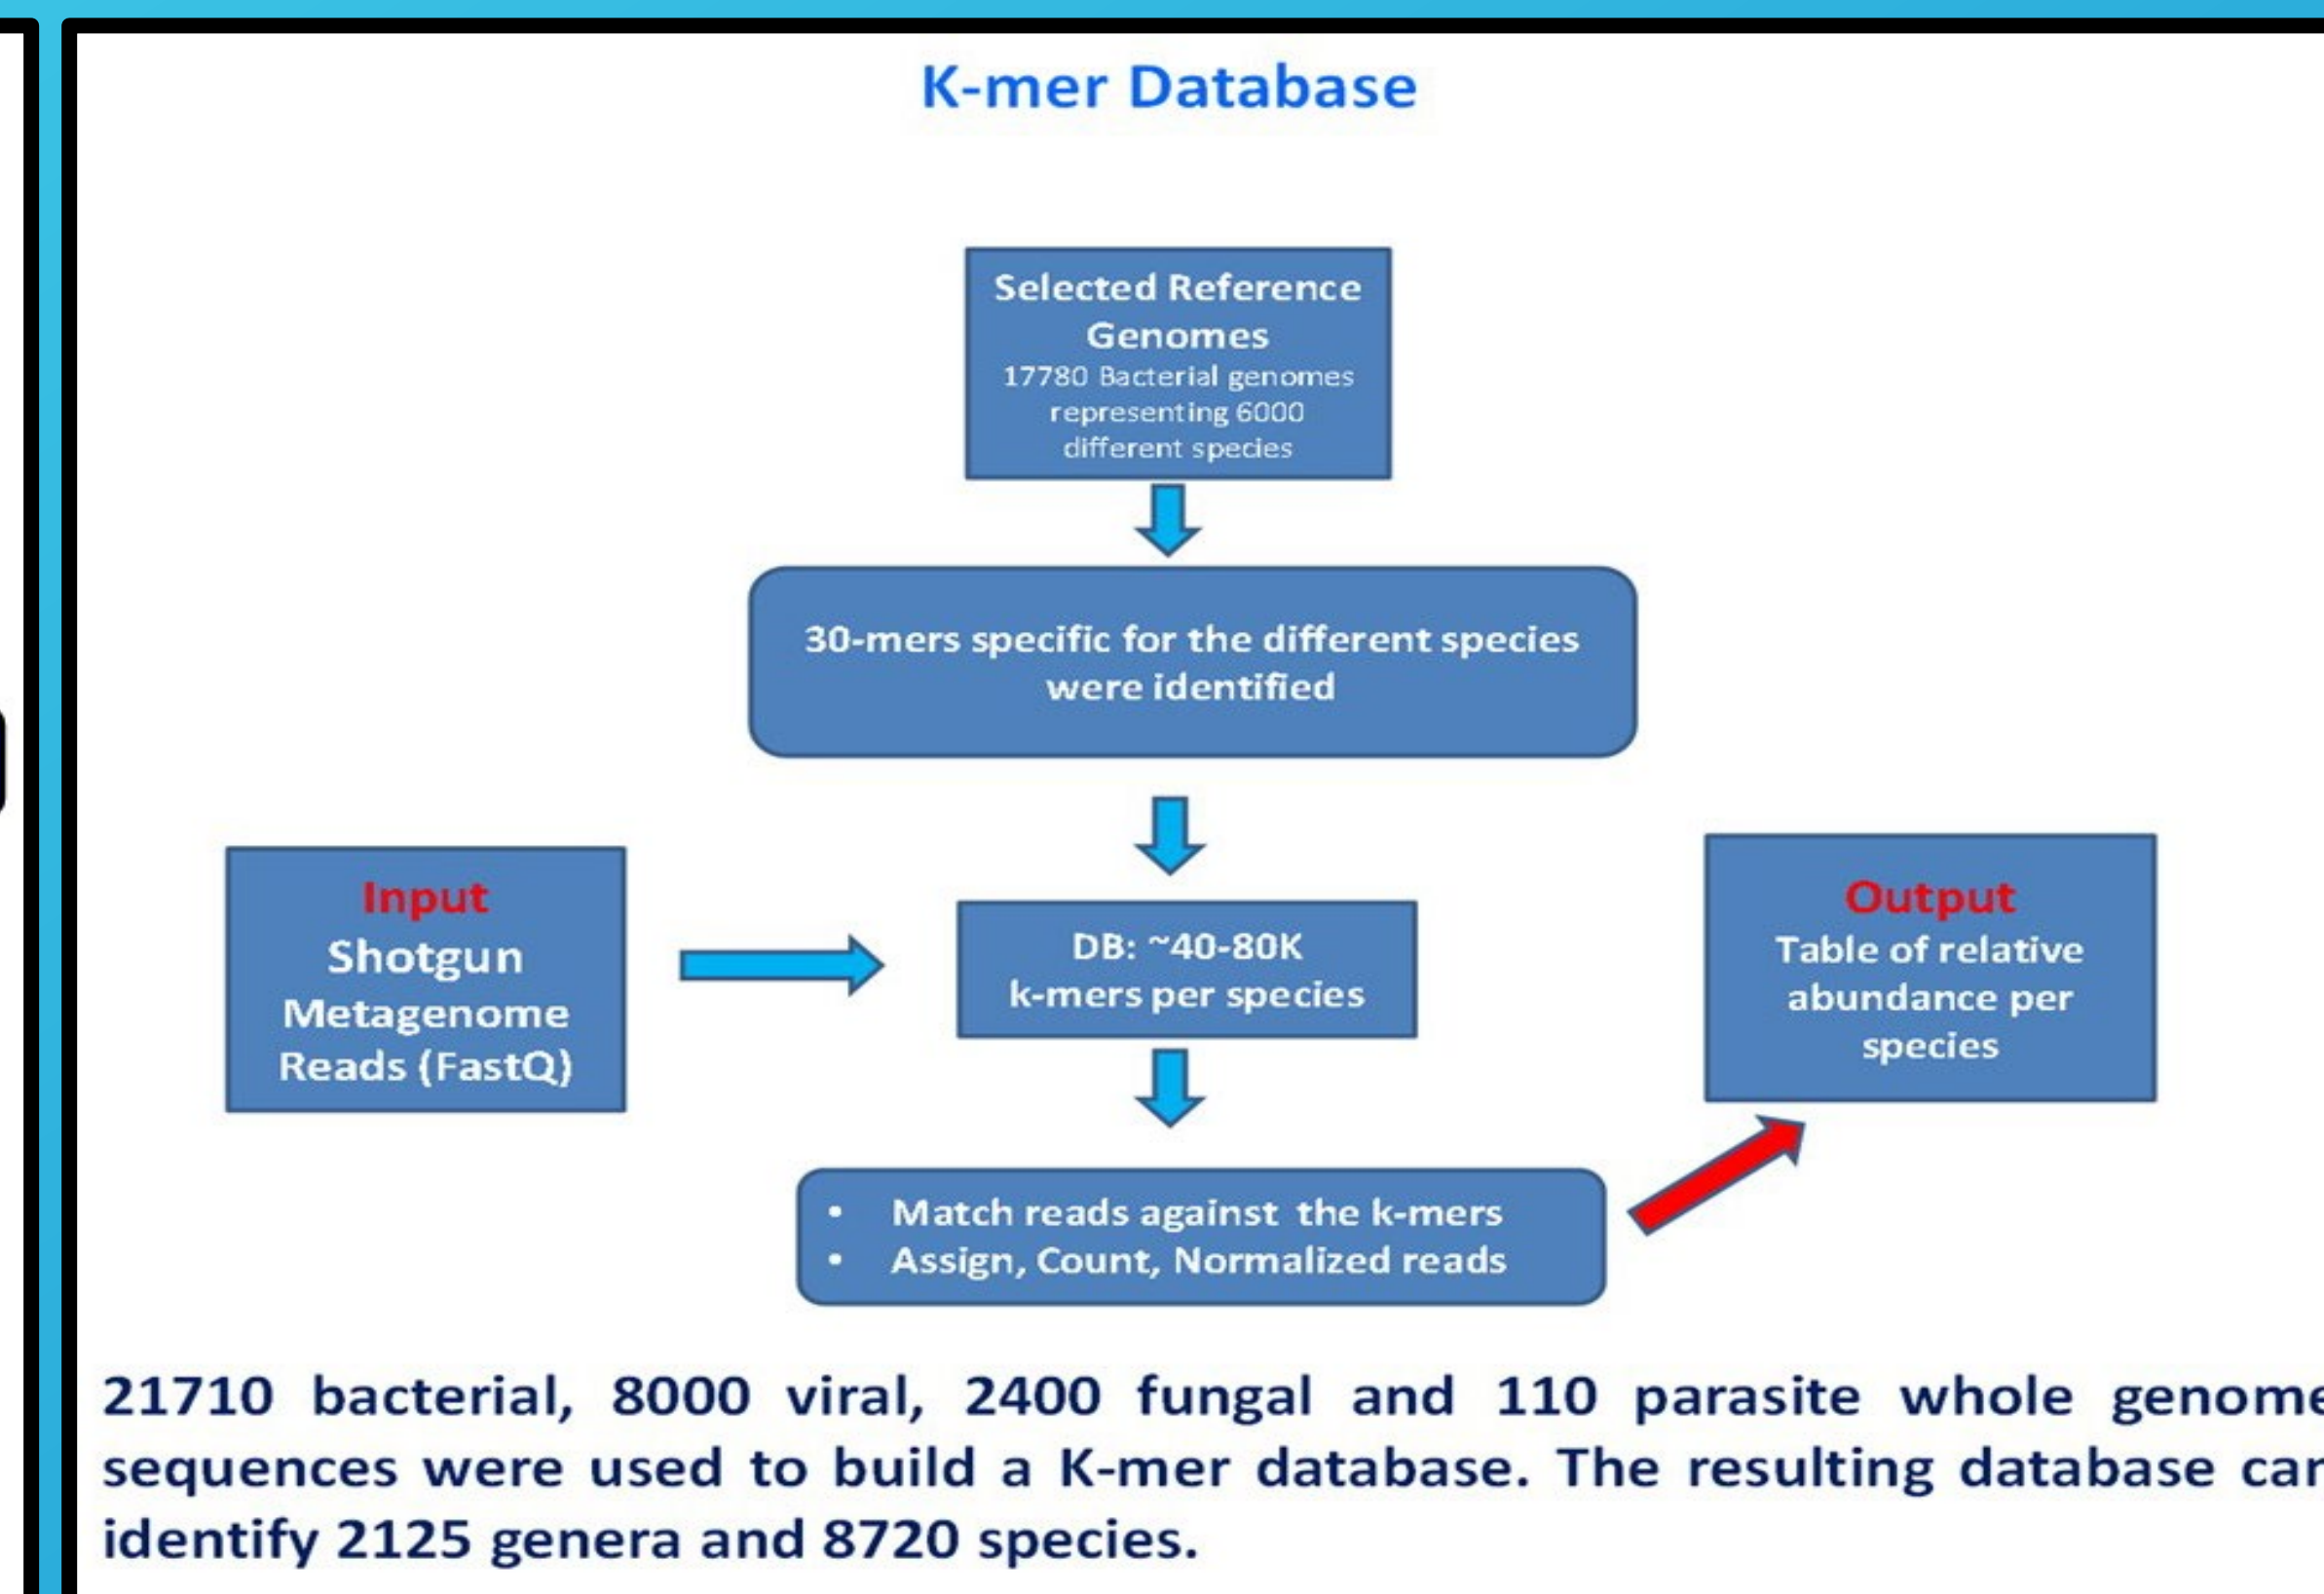 K-mer Database
Selected Reference
Genomes
17780 Bacterial genomes
representing 6000
different species
30-mers specific for the different species
were identified
Input
Shotgun
Metagenome
Reads (FastQ)
DB: ~40-80K
k-mers per species
Output
Table of relative
abundance per
species
• Match reads against the k-mers
• Assign, Count, Normalized reads
21710 bacterial, 8000 viral, 2400 fungal and 110 parasite whole genome
sequences were used to build a K-mer database. The resulting database can
identify 2125 genera and 8720 species.